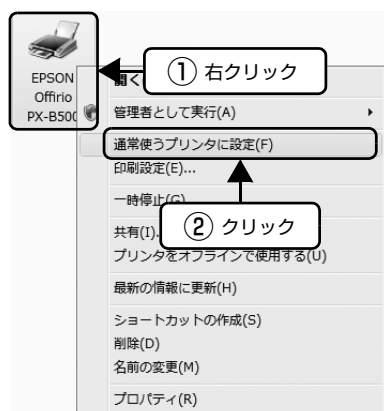 EPSON
Offirio
PX-B500
① 右クリック
開く
管理者として実行(A)
通常使うプリンタに設定(F)
印刷設定(E)...
一時停止(G)
② クリック
共有(I)...
プリンタをオフラインで使用する(U)
最新の情報に更新(H)
ショートカットの作成(S)
削除(D)
名前の変更(M)
プロパティ(R)